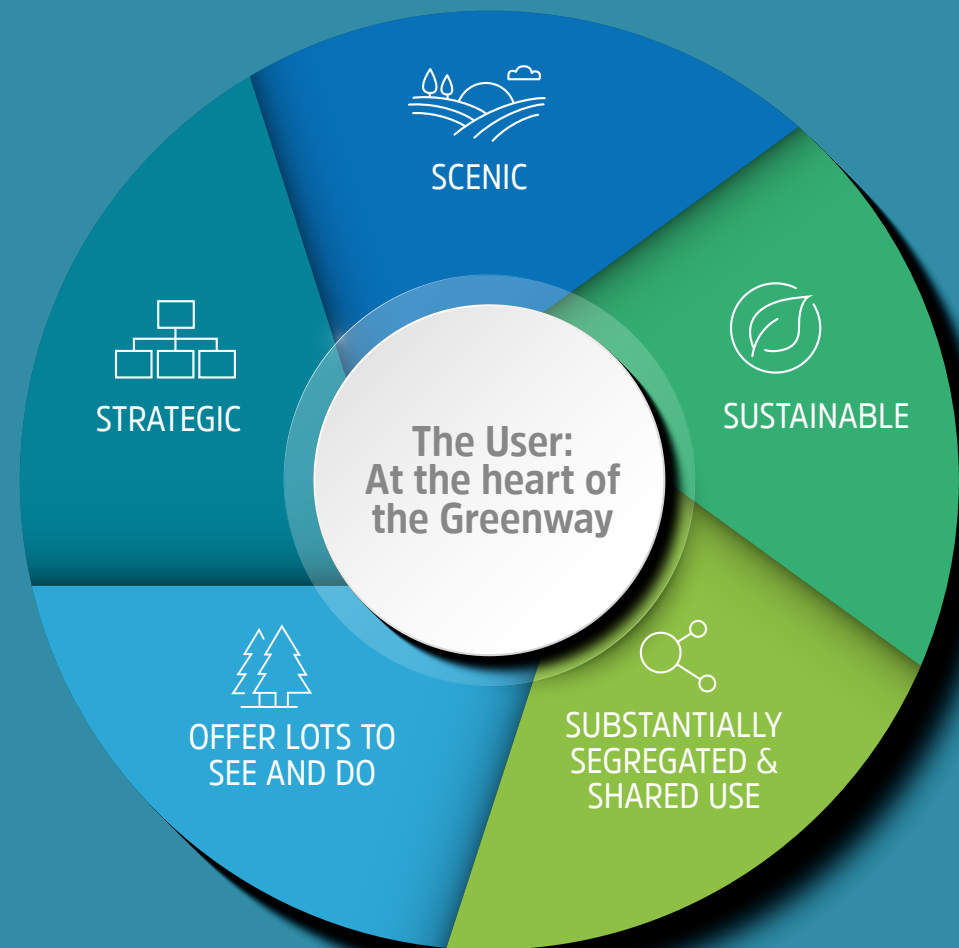 SCENIC
SUSTAINABLE
STRATEGIC
The User:
At the heart of
the Greenway
SUBSTANTIALLY
SEGREGATED &
SHARED USE
OFFER LOTS TO
SEE AND DO